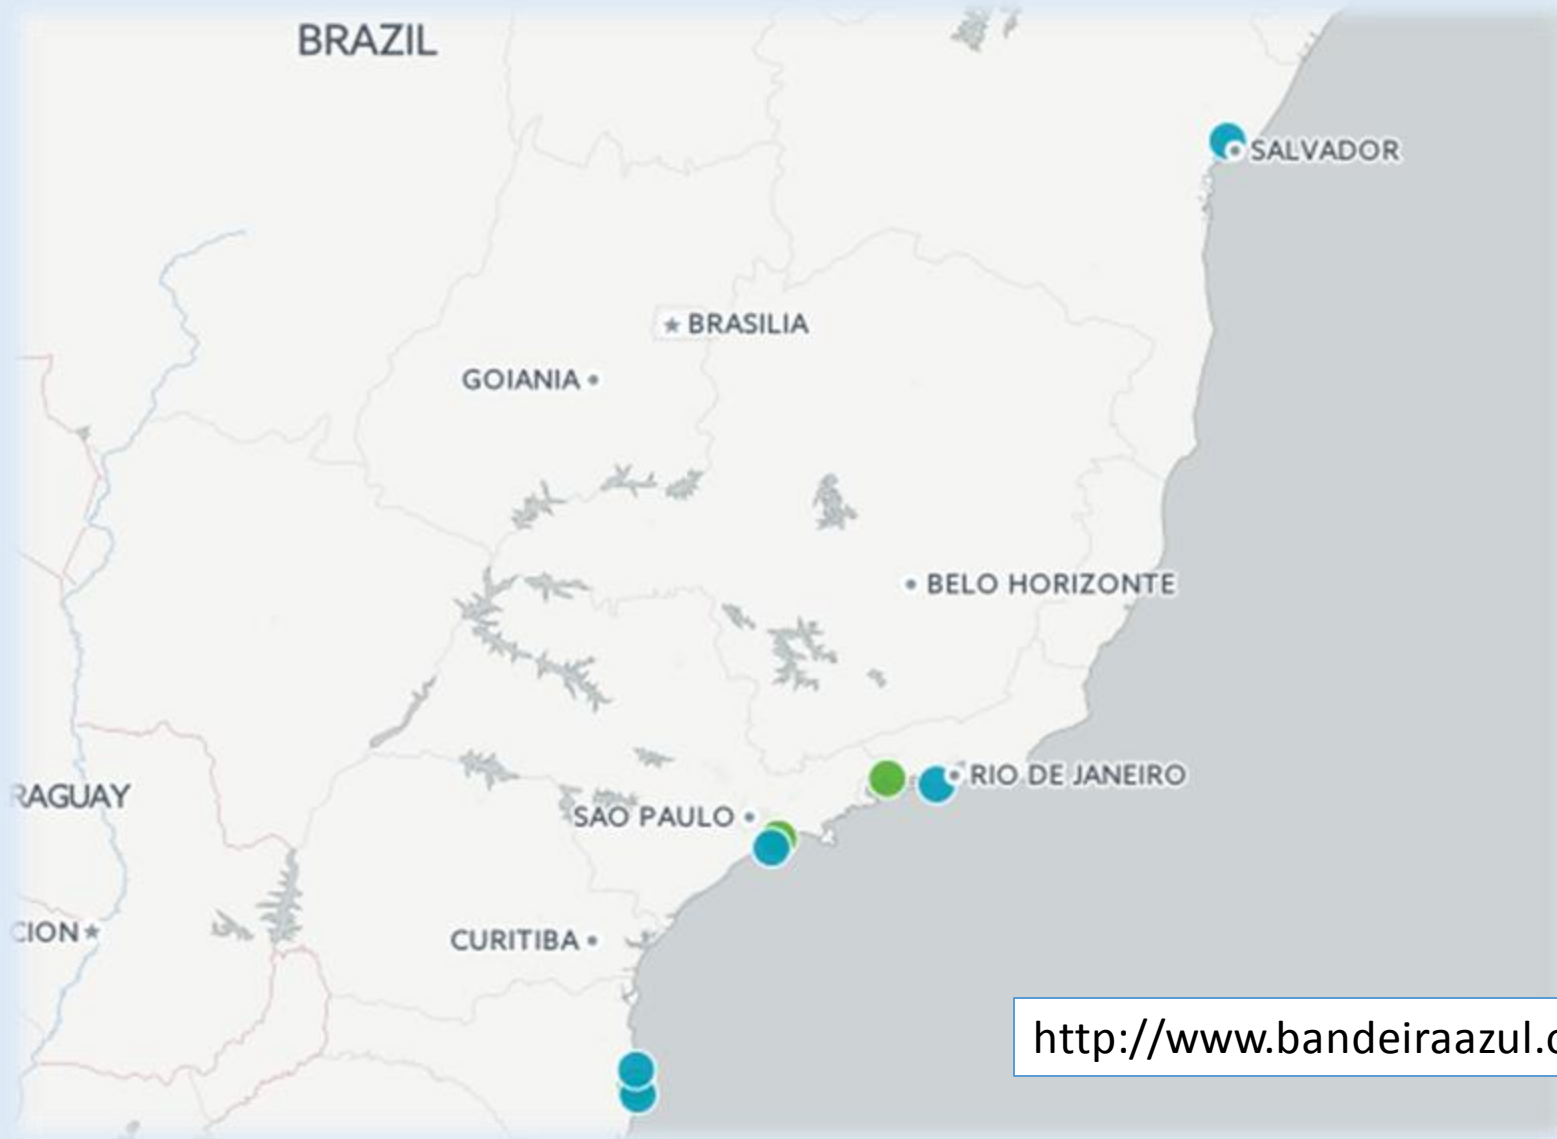 BRAZIL
SALVADOR
BRASILIA
GOIANIA
BELO HORIZONTE
RIO DE JANEIRO
RAGUAY
SAO PAULO
CION
CURITIBA
http://www.bandeiraazul.o